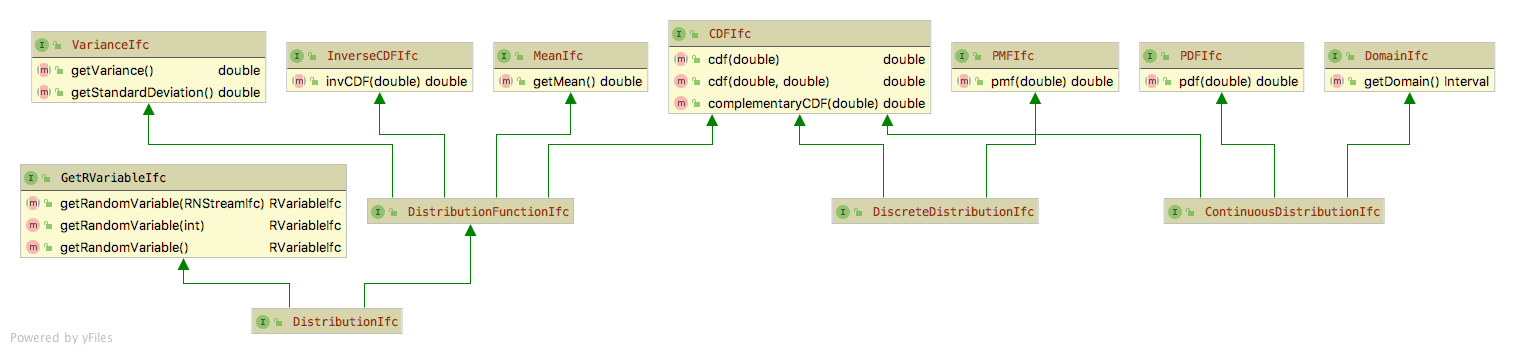 VarianceIfc
getVariance() double
getStandardDeviation() double
InverseCDFIfc
invCDF(double) double
MeanIfc
getMean() double
CDFIfc
cdf(double) double
cdf(double, double) double
complementaryCDF(double) double
PMFIfc
pmf(double) double
PDFIfc
pdf(double) double
DomainIfc
getDomain() Interval
GetRVariableIfc
getRandomVariable(RNStreamIfc) RVariableIfc
getRandomVariable(int) RVariableIfc
getRandomVariable() RVariableIfc
DistributionFunctionIfc
DiscreteDistributionIfc
ContinuousDistributionIfc
DistributionIfc
Powered by yFiles